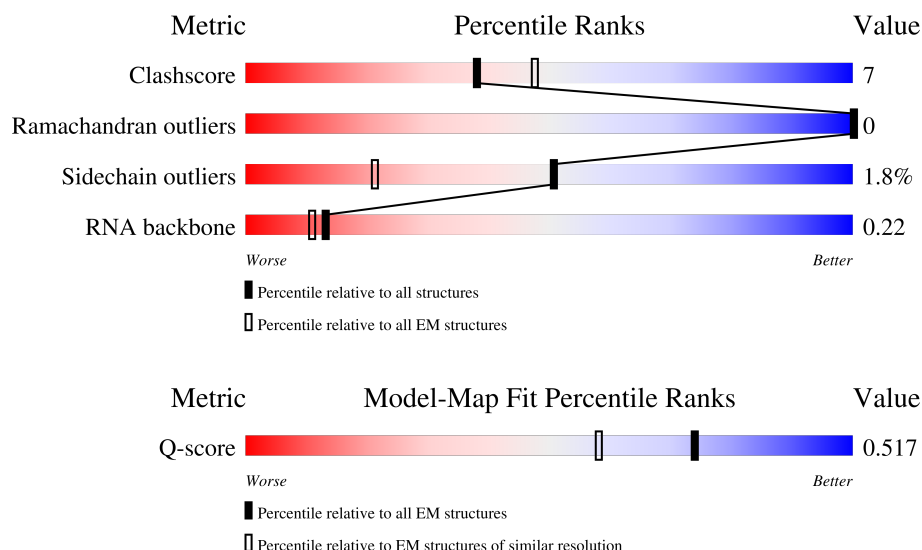 Metric Percentile Ranks Value
Clashscore 7
Ramachandran outliers 0
Sidechain outliers 1.8%
RNA backbone 0.22
Worse Better
Percentile relative to all structures
Percentile relative to all EM structures
Metric Model-Map Fit Percentile Ranks Value
Q-score 0.517
Worse Better
Percentile relative to all EM structures
Percentile relative to EM structures of similar resolution